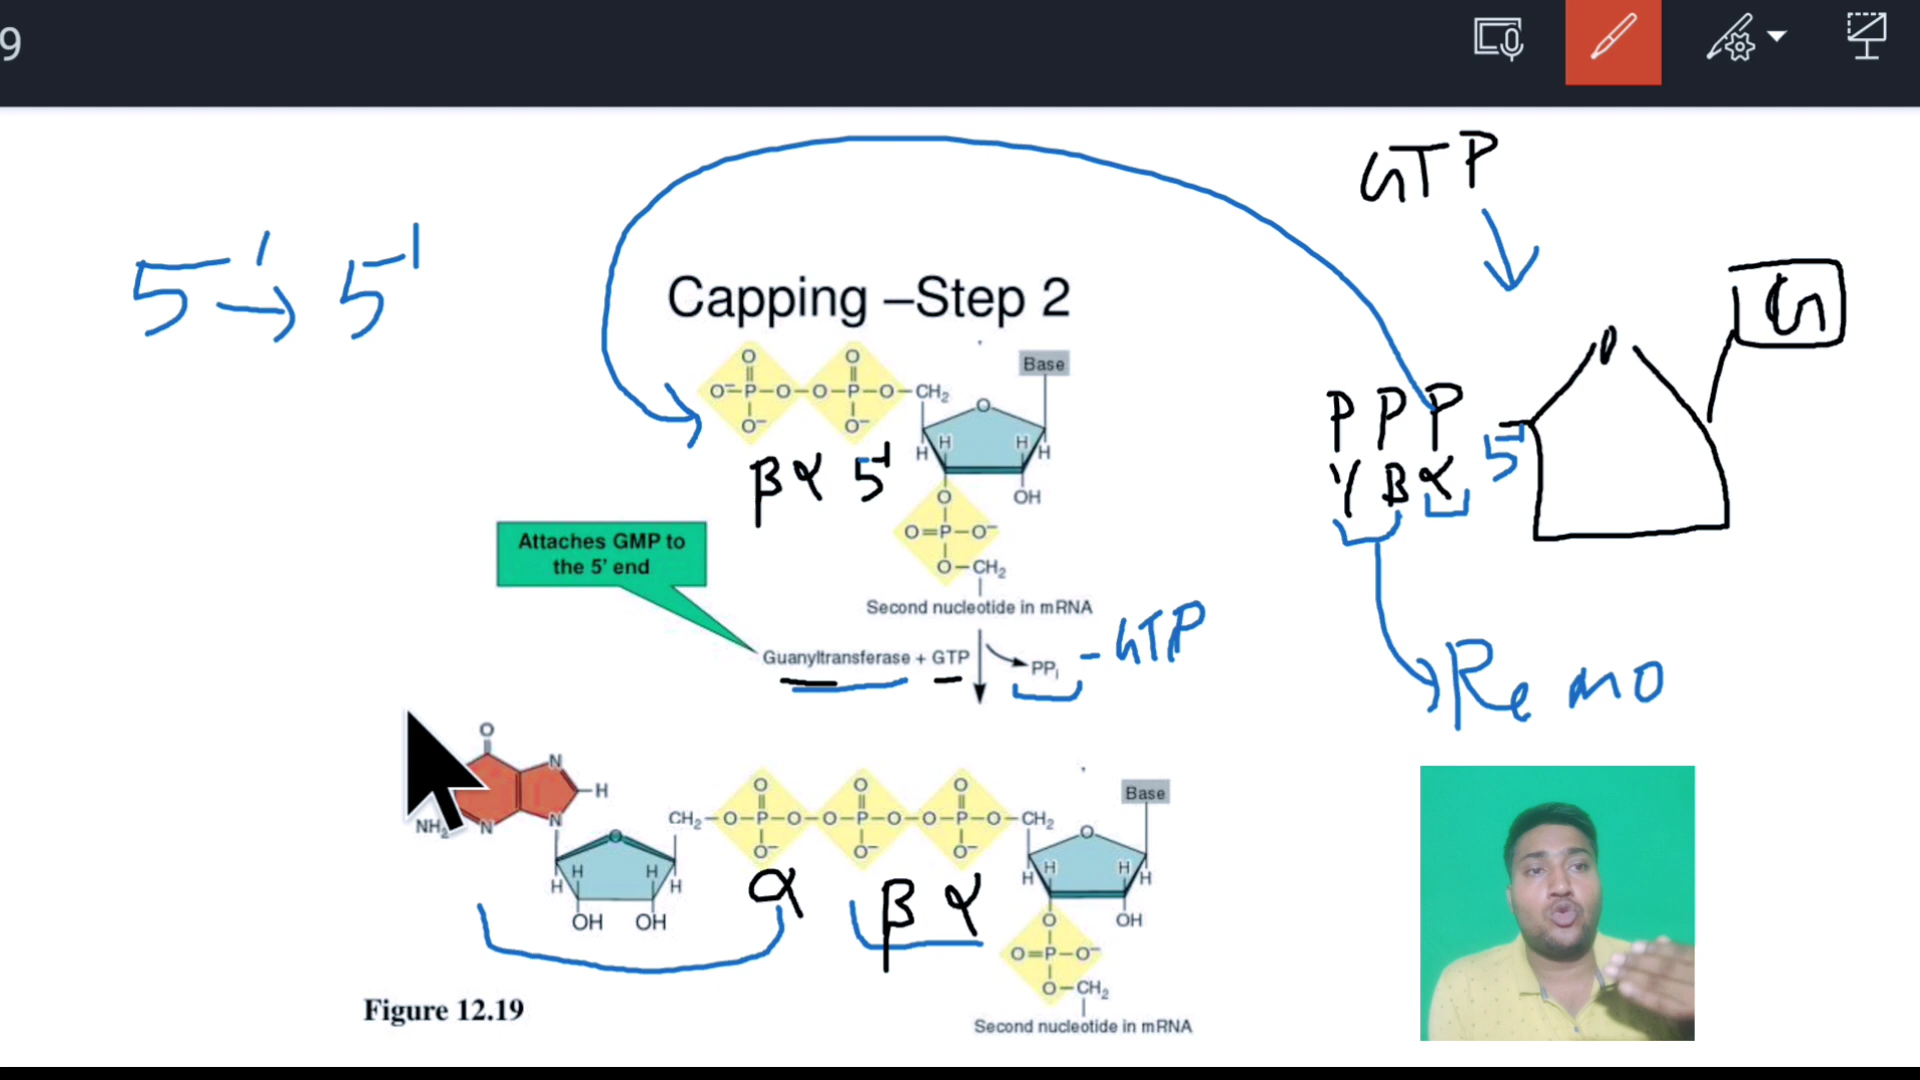 9
GTP
5' → 5'
G
Capping –Step 2
O
O O Base
O⁻–P–O–O–P–O–CH₂
O⁻ O⁻ O
H H
H H
P P P
β α 5'
γ B α 5'
O OH
O=P–O⁻
Attaches GMP to
the 5' end
O–CH₂
Second nucleotide in mRNA
Guanyltransferase + GTP
PPi – GTP
Remo
O
N
H
NH₂ N N
O O O Base
CH₂–O–P–O–O–P–O–O–P–O–CH₂
O⁻ O⁻ O⁻
O O
H H
H H
H H
H H
α β α
OH OH
O OH
O=P–O⁻
O–CH₂
Figure 12.19
Second nucleotide in mRNA